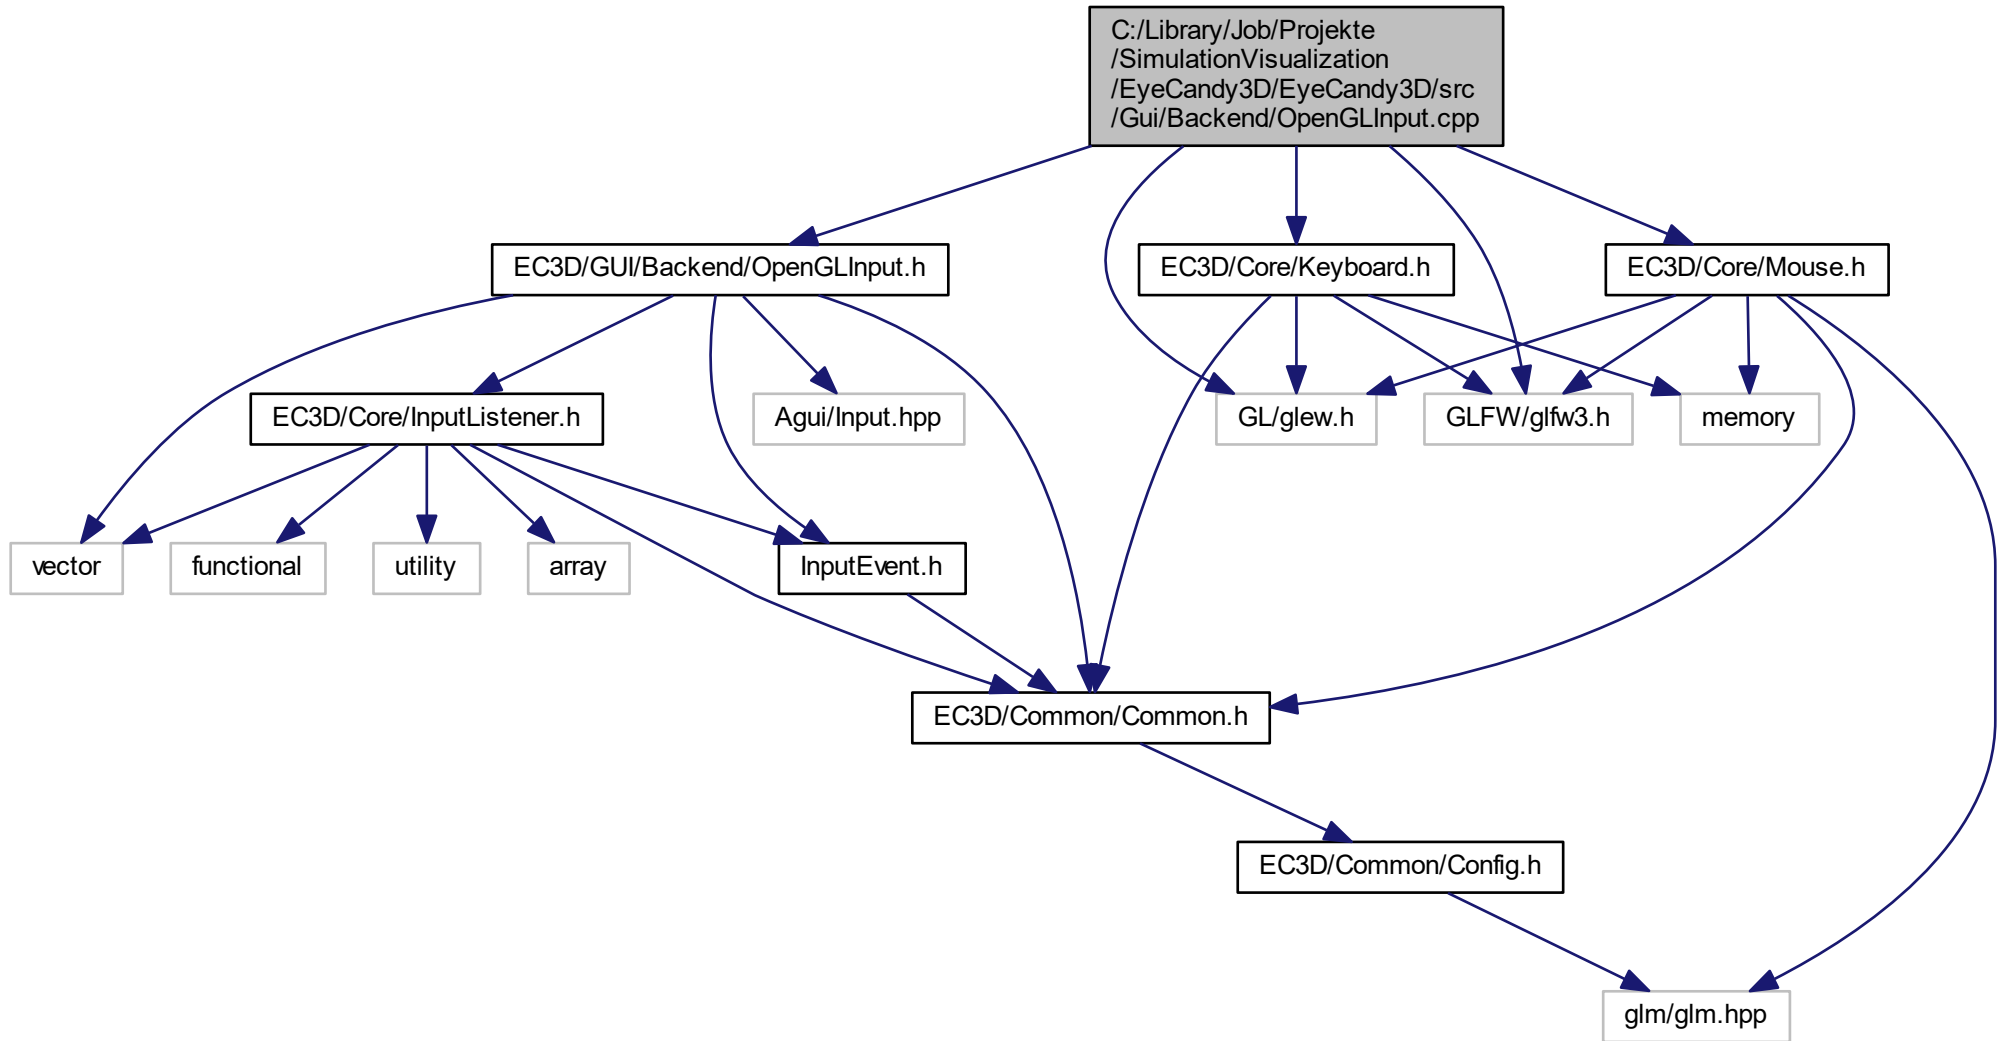 C:/Library/Job/Projekte
/SimulationVisualization
/EyeCandy3D/EyeCandy3D/src
/Gui/Backend/OpenGLInput.cpp
EC3D/GUI/Backend/OpenGLInput.h
EC3D/Core/Keyboard.h
EC3D/Core/Mouse.h
EC3D/Core/InputListener.h
Agui/Input.hpp
GL/glew.h
GLFW/glfw3.h
memory
vector
functional
utility
array
InputEvent.h
EC3D/Common/Common.h
EC3D/Common/Config.h
glm/glm.hpp